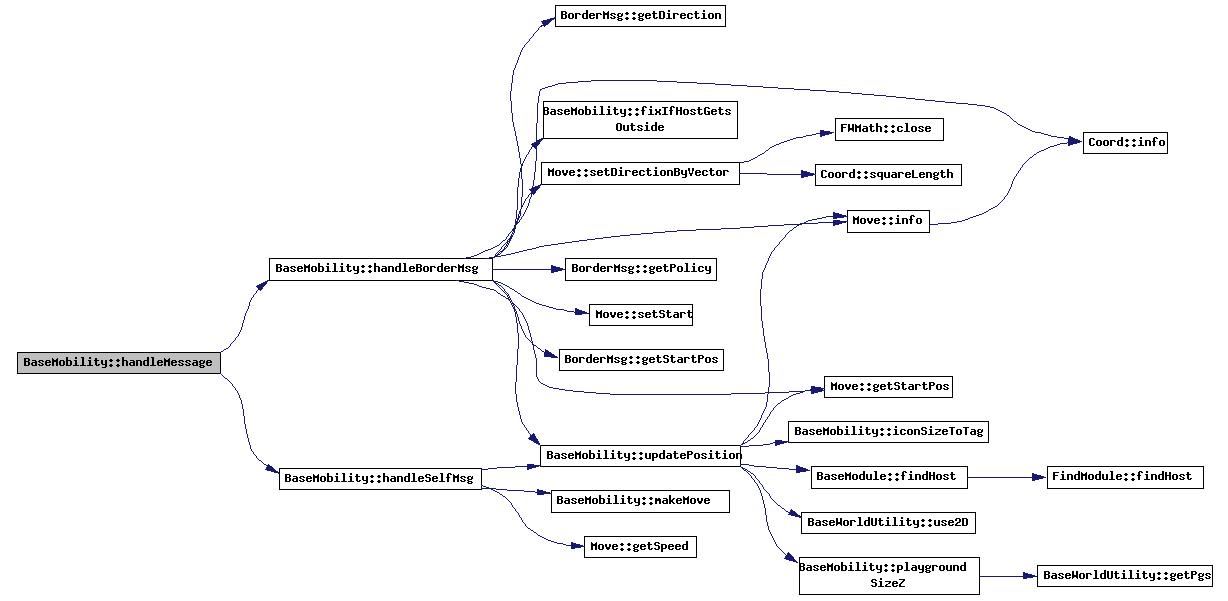 BorderMsg::getDirection
BaseMobility::fixIfHostGets
Outside
FWMath::close
Coord::info
Move::setDirectionByVector
Coord::squareLength
Move::info
BaseMobility::handleBorderMsg
BorderMsg::getPolicy
Move::setStart
BaseMobility::handleMessage
BorderMsg::getStartPos
Move::getStartPos
BaseMobility::iconSizeToTag
BaseMobility::updatePosition
BaseMobility::handleSelfMsg
BaseModule::findHost
FindModule::findHost
BaseMobility::makeMove
BaseWorldUtility::use2D
Move::getSpeed
BaseMobility::playground
SizeZ
BaseWorldUtility::getPgs